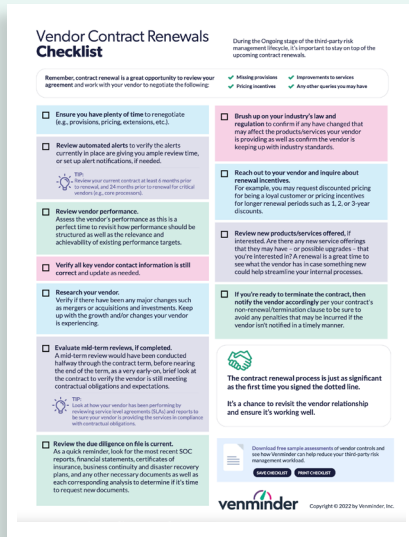 Vendor Contract Renewals
Checklist
During the Ongoing stage of the third-party risk
management lifecycle, it's important to stay on top of the
upcoming contract renewals.
Remember, contract renewal is a great opportunity to review your
agreement and work with your vendor to negotiate the following:
Missing provisions
Pricing incentives
Improvements to services
Any other queries you may have
Ensure you have plenty of time to renegotiate
(e.g., provisions, pricing, extensions, etc.).
Review automated alerts to verify the alerts
currently in place are giving you ample review time,
or set up alert notifications, if needed.
TIP:
Review your current contract at least 6 months prior
to renewal, and 24 months prior to renewal for critical
vendors (e.g., core processors).
Review vendor performance.
Assess the vendor's performance as this is a
perfect time to revisit how performance should be
structured as well as the relevance and
achievability of existing performance targets.
Verify all key vendor contact information is still
correct and update as needed.
Research your vendor.
Verify if there have been any major changes such
as mergers or acquisitions and investments. Keep
up with the growth and/or changes your vendor
is experiencing.
Evaluate mid-term reviews, if completed.
A mid-term review would have been conducted
halfway through the contract term, before nearing
the end of the term, as a very early-on, brief look at
the contract to verify the vendor is still meeting
contractual obligations and expectations.
TIP:
Look at how your vendor has been performing by
reviewing service level agreements (SLAs) and reports to
be sure your vendor is providing the services in compliance
with contractual obligations.
Review the due diligence on file is current.
As a quick reminder, look for the most recent SOC
reports, financial statements, certificates of
insurance, business continuity and disaster recovery
plans, and any other necessary documents as well as
each corresponding analysis to determine if it's time
to request new documents.
Brush up on your industry's law and
regulation to confirm if any have changed that
may affect the products/services your vendor
is providing as well as confirm the vendor is
keeping up with industry standards.
Reach out to your vendor and inquire about
renewal incentives.
For example, you may request discounted pricing
for being a loyal customer or pricing incentives
for longer renewal periods such as 1, 2, or 3-year
discounts.
Review new products/services offered, if
interested. Are there any new service offerings
that they may have – or possible upgrades – that
you're interested in? A renewal is a great time to
see what the vendor has in case something new
could help streamline your internal processes.
If you're ready to terminate the contract, then
notify the vendor accordingly per your contract's
non-renewal/termination clause to be sure to
avoid any penalties that may be incurred if the
vendor isn't notified in a timely manner.
The contract renewal process is just as significant
as the first time you signed the dotted line.
It's a chance to revisit the vendor relationship
and ensure it's working well.
Download free sample assessments of vendor controls and
see how Venminder can help reduce your third-party risk
management workload.
SAVE CHECKLIST
PRINT CHECKLIST
venminder
Copyright © 2022 by Venminder, Inc.